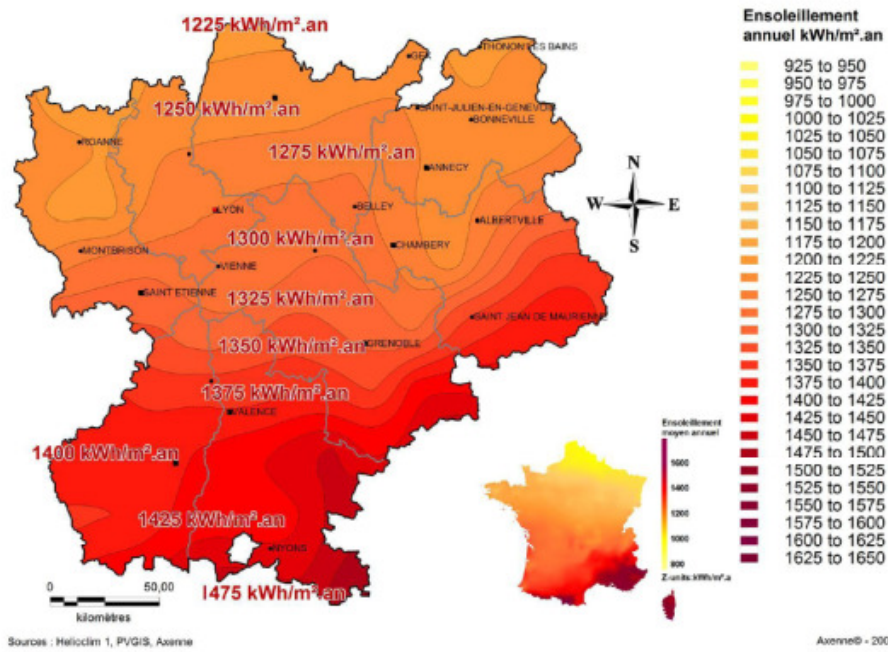 1225 kWh/m².an
GEX
THONON LES BAINS
1250 kWh/m².an
SAINT-JULIEN-EN-GENEVOIS
BONNEVILLE
ROANNE
1275 kWh/m².an
ANNECY
LYON
BELLEY
ALBERTVILLE
MONTBRISON
1300 kWh/m².an
CHAMBERY
VIENNE
SAINT ETIENNE
1325 kWh/m².an
SAINT JEAN DE MAURIENNE
1350 kWh/m².an
GRENOBLE
1375 kWh/m².an
VALENCE
1400 kWh/m².an
1425 kWh/m².an
NYONS
1475 kWh/m².an
N
W
E
S
0
50,00
kilomètres
Ensoleillement
moyen annuel
1600
1400
1200
1000
800
Z-units:kWh/m².a
Ensoleillement
annuel kWh/m².an
925 to 950
950 to 975
975 to 1000
1000 to 1025
1025 to 1050
1050 to 1075
1075 to 1100
1100 to 1125
1125 to 1150
1150 to 1175
1175 to 1200
1200 to 1225
1225 to 1250
1250 to 1275
1275 to 1300
1300 to 1325
1325 to 1350
1350 to 1375
1375 to 1400
1400 to 1425
1425 to 1450
1450 to 1475
1475 to 1500
1500 to 1525
1525 to 1550
1550 to 1575
1575 to 1600
1600 to 1625
1625 to 1650
Sources : Helioclim 1, PVGIS, Axenne
Axenne© - 200